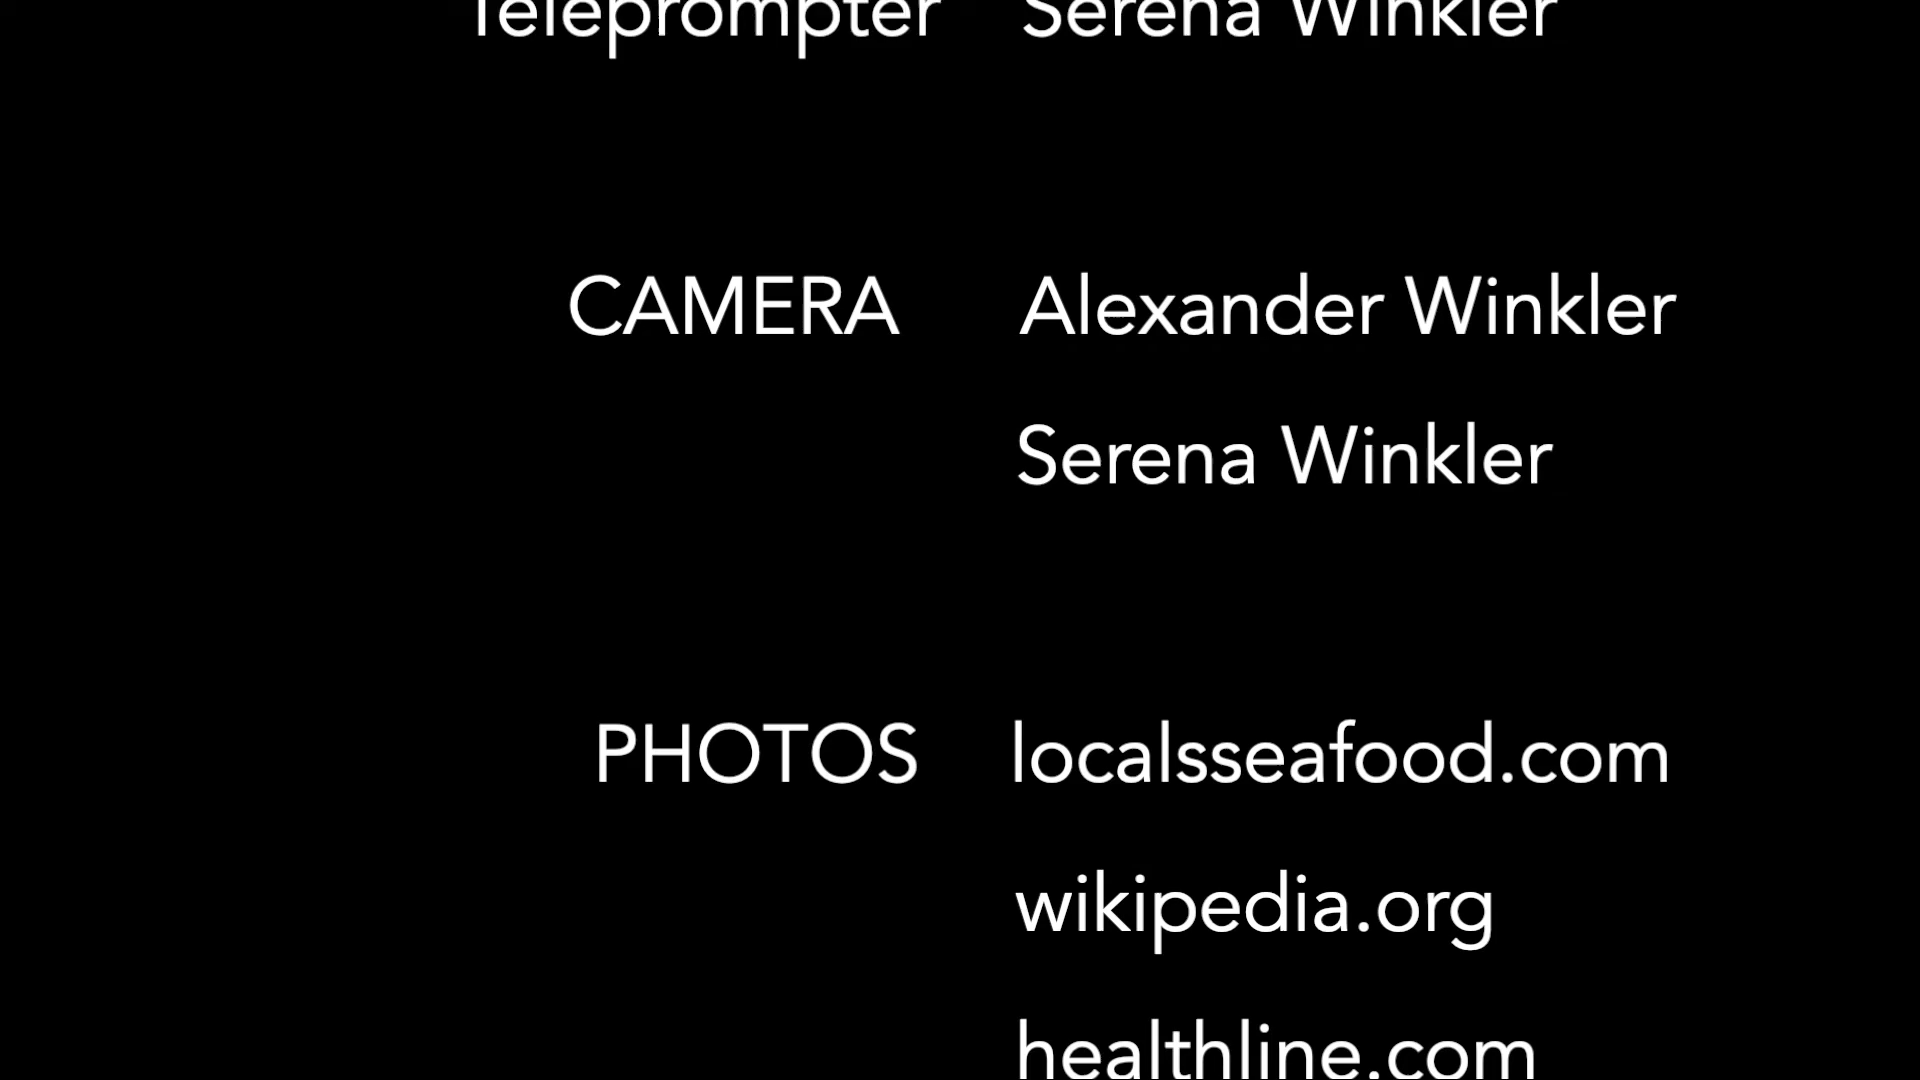 Teleprompter Serena Winkler
CAMERA Alexander Winkler
Serena Winkler
PHOTOS localsseafood.com
wikipedia.org
healthline.com